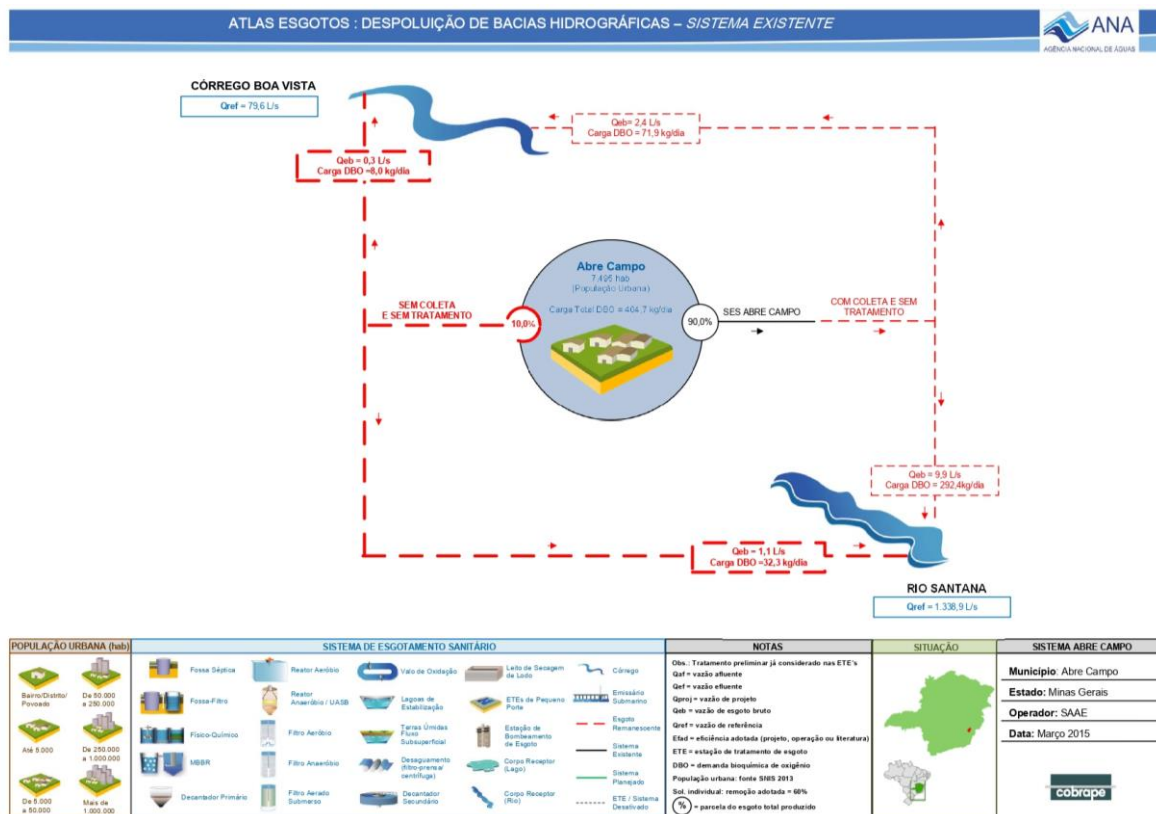 ATLAS ESGOTOS : DESPOLUIÇÃO DE BACIAS HIDROGRÁFICAS – SISTEMA EXISTENTE
ANA
AGÊNCIA NACIONAL DE ÁGUAS
CÓRREGO BOA VISTA
Qref = 79,6 L/s
Qeb= 2,4 L/s
Carga DBO = 71,9 kg/dia
Qeb = 0,3 L/s
Carga DBO =8,0 kg/dia
Abre Campo
7.495 hab
(População Urbana)
Carga Total DBO = 404,7 kg/dia
SEM COLETA
E SEM TRATAMENTO
10,0%
90,0%
SES ABRE CAMPO
COM COLETA E SEM
TRATAMENTO
Qeb = 9,9 L/s
Carga DBO = 292,4kg/dia
Qeb = 1,1 L/s
Carga DBO =32,3 kg/dia
RIO SANTANA
Qref = 1.338,9 L/s
POPULAÇÃO URBANA (hab)
Bairro/Distrito/
Povoado
De 50.000
a 250.000
Até 5.000
De 250.000
a 1.000.000
De 5.000
a 50.000
Mais de
1.000.000
SISTEMA DE ESGOTAMENTO SANITÁRIO
Fossa Séptica
Reator Aeróbio
Valo de Oxidação
Leito de Secagem
de Lodo
Córrego
Fossa-Filtro
Reator
Anaeróbio / UASB
Lagoas de
Estabilização
ETEs de Pequeno
Porte
Emissário
Submarino
Físico-Químico
Filtro Aeróbio
Terras Úmidas
Fluxo
Subsuperficial
Estação de
Bombeamento
de Esgoto
Esgoto
Remanescente
Sistema
Existente
MBBR
Filtro Anaeróbio
Desaguamento
(filtro-prensa/
centrífuga)
Corpo Receptor
(Lago)
Sistema
Planejado
Decantador Primário
Filtro Aerado
Submerso
Decantador
Secundário
Corpo Receptor
(Rio)
ETE / Sistema
Desativado
NOTAS
Obs.: Tratamento preliminar já considerado nas ETE's
Qaf = vazão afluente
Qef = vazão efluente
Qproj = vazão de projeto
Qeb = vazão de esgoto bruto
Qref = vazão de referência
Efad = eficiência adotada (projeto, operação ou literatura)
ETE = estação de tratamento de esgoto
DBO = demanda bioquímica de oxigênio
População urbana: fonte SNIS 2013
Sol. individual: remoção adotada = 60%
% = parcela do esgoto total produzido
SITUAÇÃO
SISTEMA ABRE CAMPO
Município: Abre Campo
Estado: Minas Gerais
Operador: SAAE
Data: Março 2015
cobrape